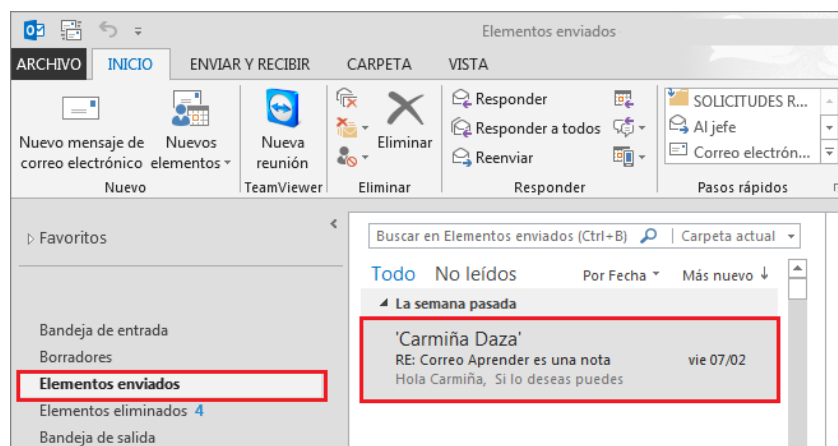 Elementos enviados
ARCHIVO INICIO ENVIAR Y RECIBIR CARPETA VISTA
Nuevo mensaje de correo electrónico
Nuevos elementos
Nueva reunión
Eliminar
Responder
Responder a todos
Reenviar
SOLICITUDES R...
Al jefe
Correo electrón...
Nuevo TeamViewer Eliminar Responder Pasos rápidos
Favoritos
Bandeja de entrada
Borradores
Elementos enviados
Elementos eliminados 4
Bandeja de salida
Buscar en Elementos enviados (Ctrl+B) Carpeta actual
Todo No leídos Por Fecha Más nuevo
La semana pasada
'Carmiña Daza'
RE: Correo Aprender es una nota vie 07/02
Hola Carmiña, Si lo deseas puedes